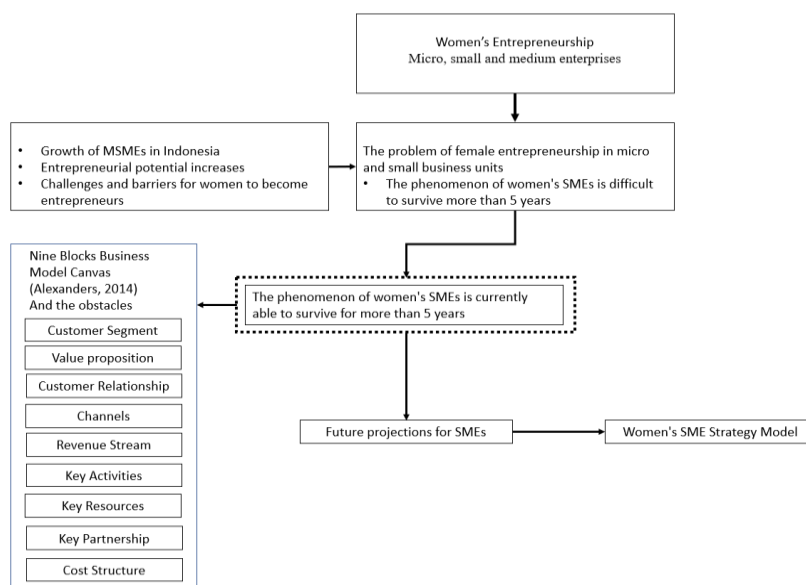 Women's Entrepreneurship
Micro, small and medium enterprises
• Growth of MSMEs in Indonesia
• Entrepreneurial potential increases
• Challenges and barriers for women to become
entrepreneurs
The problem of female entrepreneurship in micro
and small business units
• The phenomenon of women's SMEs is difficult
to survive more than 5 years
Nine Blocks Business
Model Canvas
(Alexanders, 2014)
And the obstacles
Customer Segment
Value proposition
Customer Relationship
Channels
Revenue Stream
Key Activities
Key Resources
Key Partnership
Cost Structure
The phenomenon of women's SMEs is currently
able to survive for more than 5 years
Future projections for SMEs
Women's SME Strategy Model